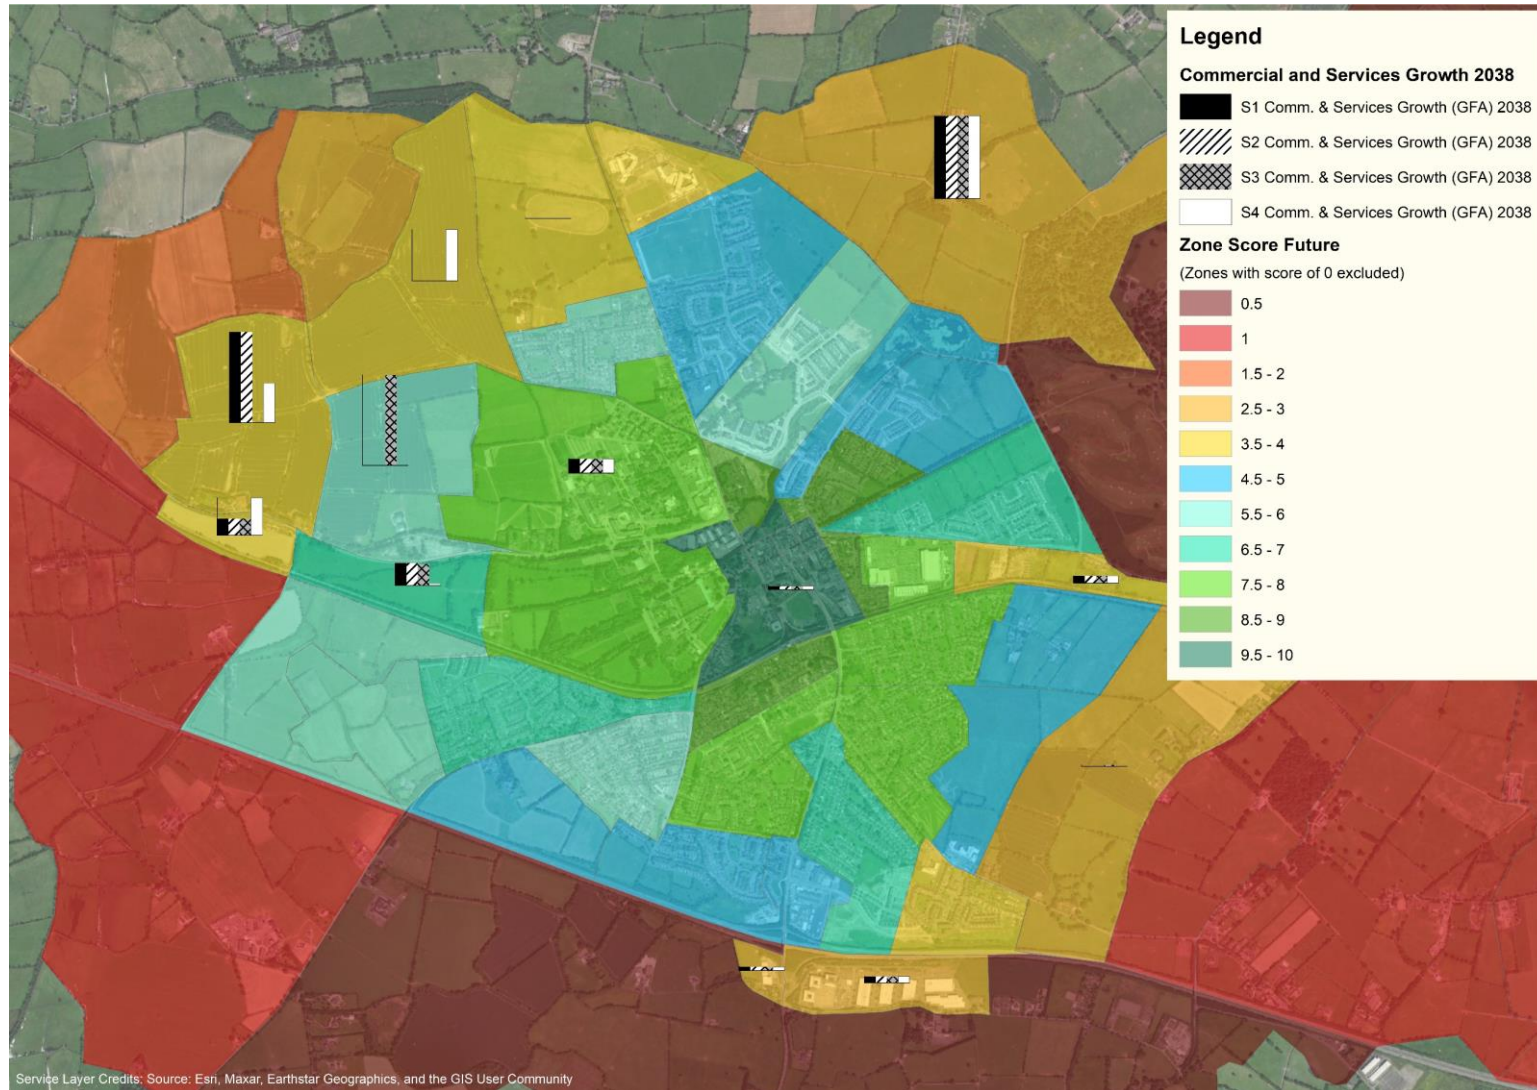 Legend
Commercial and Services Growth 2038
S1 Comm. & Services Growth (GFA) 2038
S2 Comm. & Services Growth (GFA) 2038
S3 Comm. & Services Growth (GFA) 2038
S4 Comm. & Services Growth (GFA) 2038
Zone Score Future
(Zones with score of 0 excluded)
0.5
1
1.5 - 2
2.5 - 3
3.5 - 4
4.5 - 5
5.5 - 6
6.5 - 7
7.5 - 8
8.5 - 9
9.5 - 10
Service Layer Credits: Source: Esri, Maxar, Earthstar Geographics, and the GIS User Community